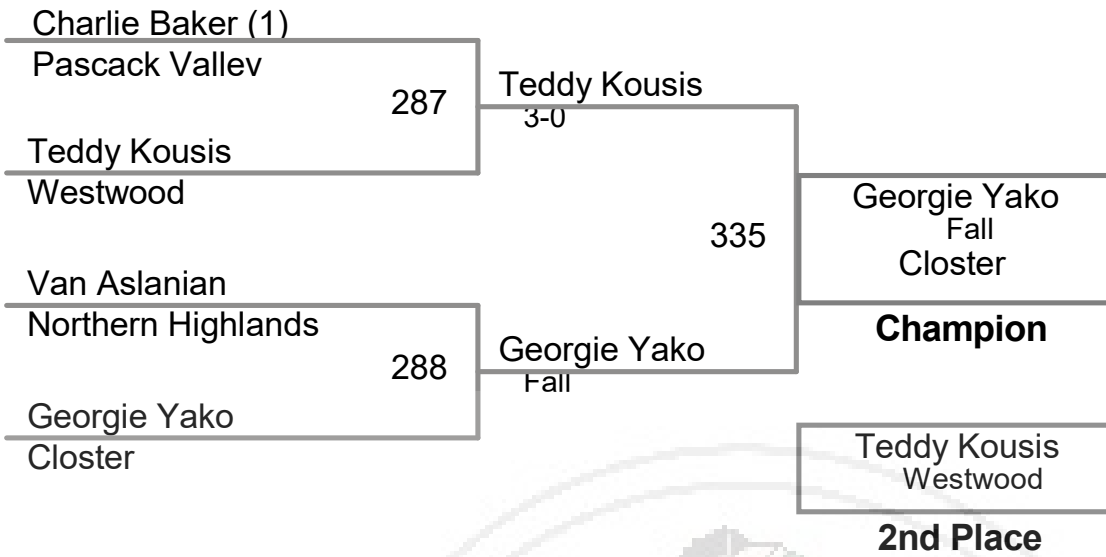 Charlie Baker (1)
Pascack Valley
287
Teddy Kousis
3-0
Teddy Kousis
Westwood
335
Georgie Yako
Fall
Closter
Champion
Van Aslanian
Northern Highlands
288
Georgie Yako
Fall
Georgie Yako
Closter
Teddy Kousis
Westwood
2nd Place